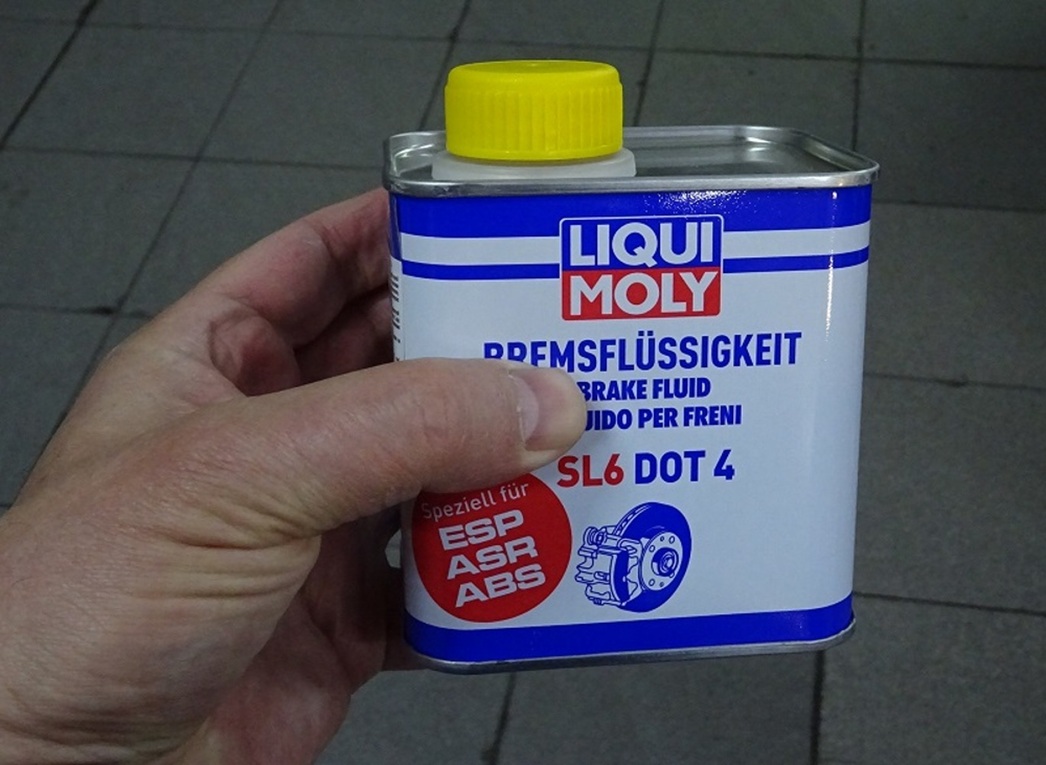 LIQUI
MOLY
BREMSFLÜSSIGKEIT
BRAKE FLUID
PER FRENI
SL6 DOT 4
Speziell für
ESP
ASR
ABS